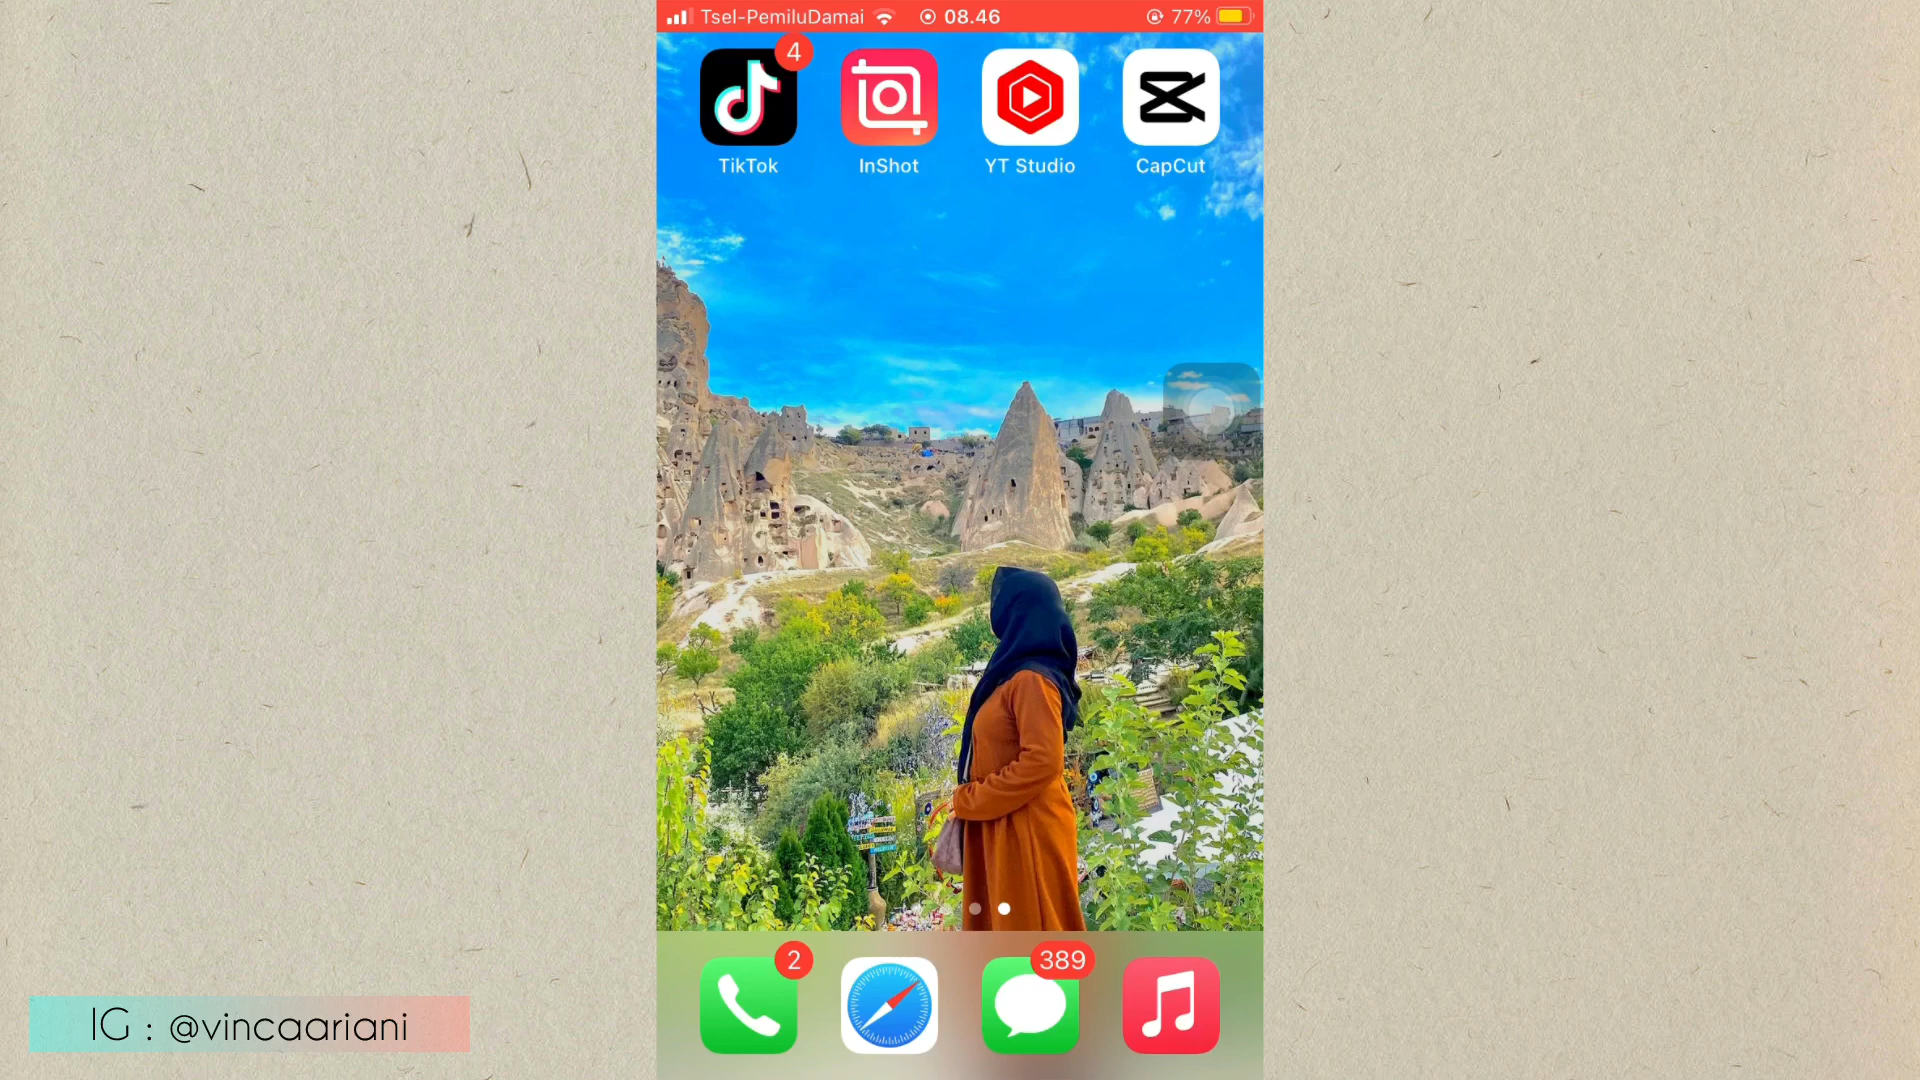 Tsel-PemiluDamai 08.46 77%
4
TikTok InShot YT Studio CapCut
2 389
IG : @vincaariani